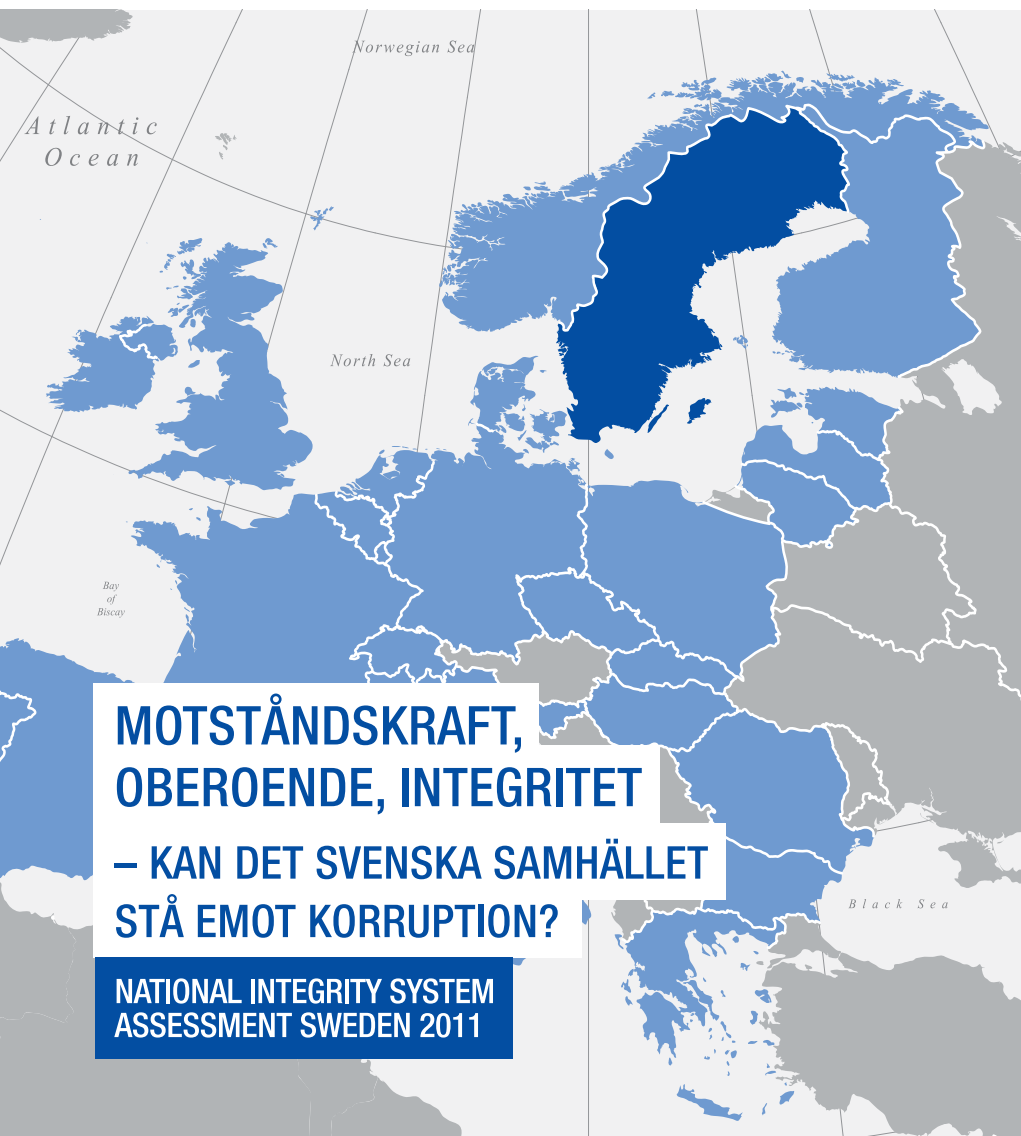 Norwegian Sea
Atlantic
Ocean
North Sea
Bay
of
Biscay
MOTSTÅNDSKRAFT,
OBEROENDE, INTEGRITET
– KAN DET SVENSKA SAMHÄLLET
STÅ EMOT KORRUPTION?
Black Sea
NATIONAL INTEGRITY SYSTEM
ASSESSMENT SWEDEN 2011